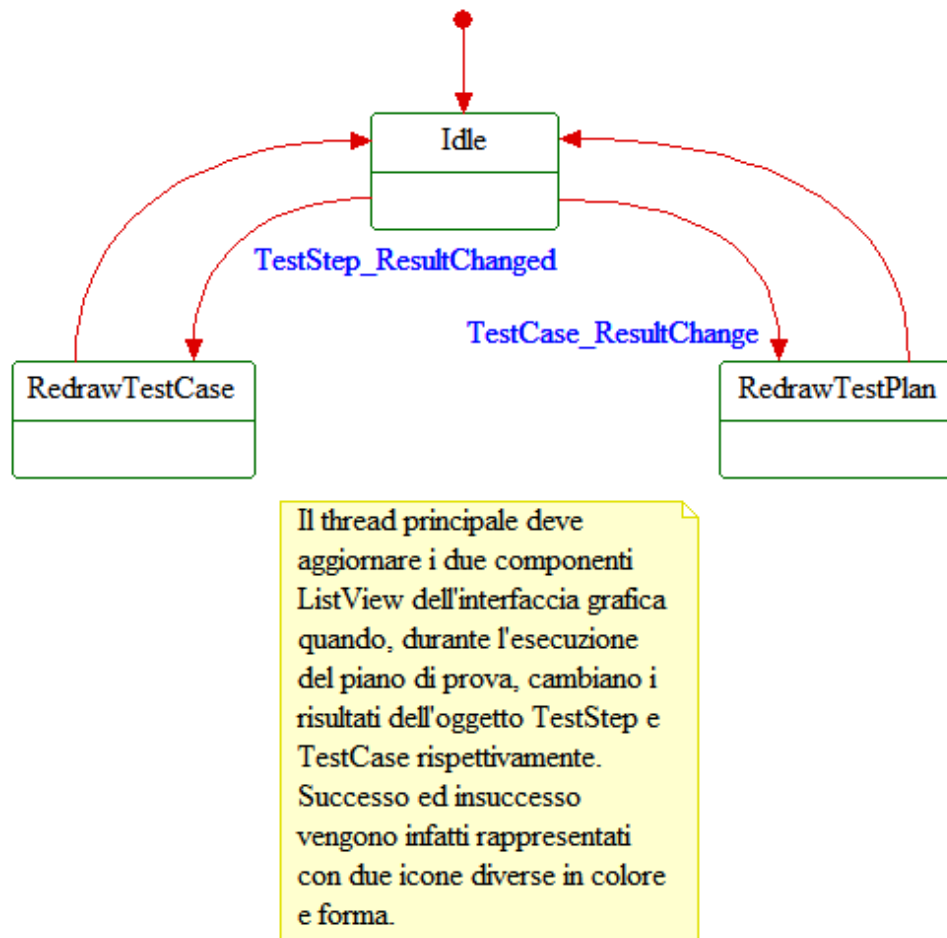 Idle
TestStep_ResultChanged
TestCase_ResultChange
RedrawTestCase
RedrawTestPlan
Il thread principale deve
aggiornare i due componenti
ListView dell'interfaccia grafica
quando, durante l'esecuzione
del piano di prova, cambiano i
risultati dell'oggetto TestStep e
TestCase rispettivamente.
Successo ed insuccesso
vengono infatti rappresentati
con due icone diverse in colore
e forma.